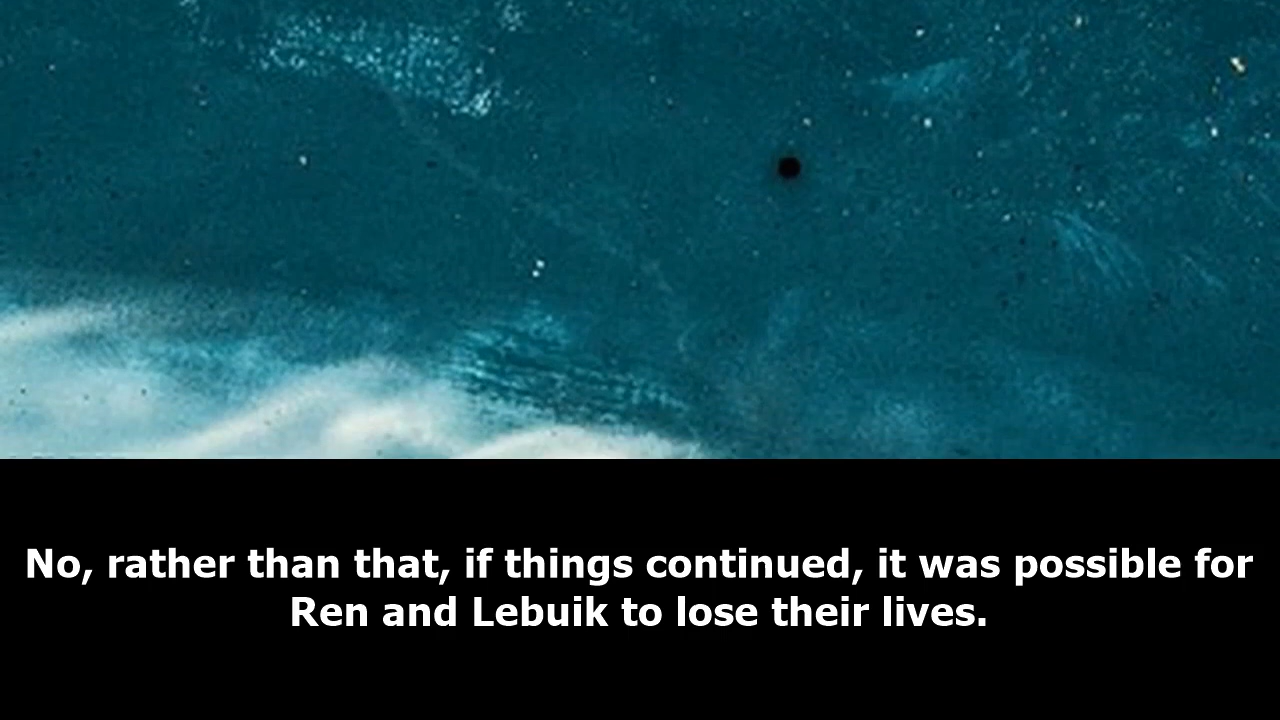 No, rather than that, if things continued, it was possible for
Ren and Lebuik to lose their lives.